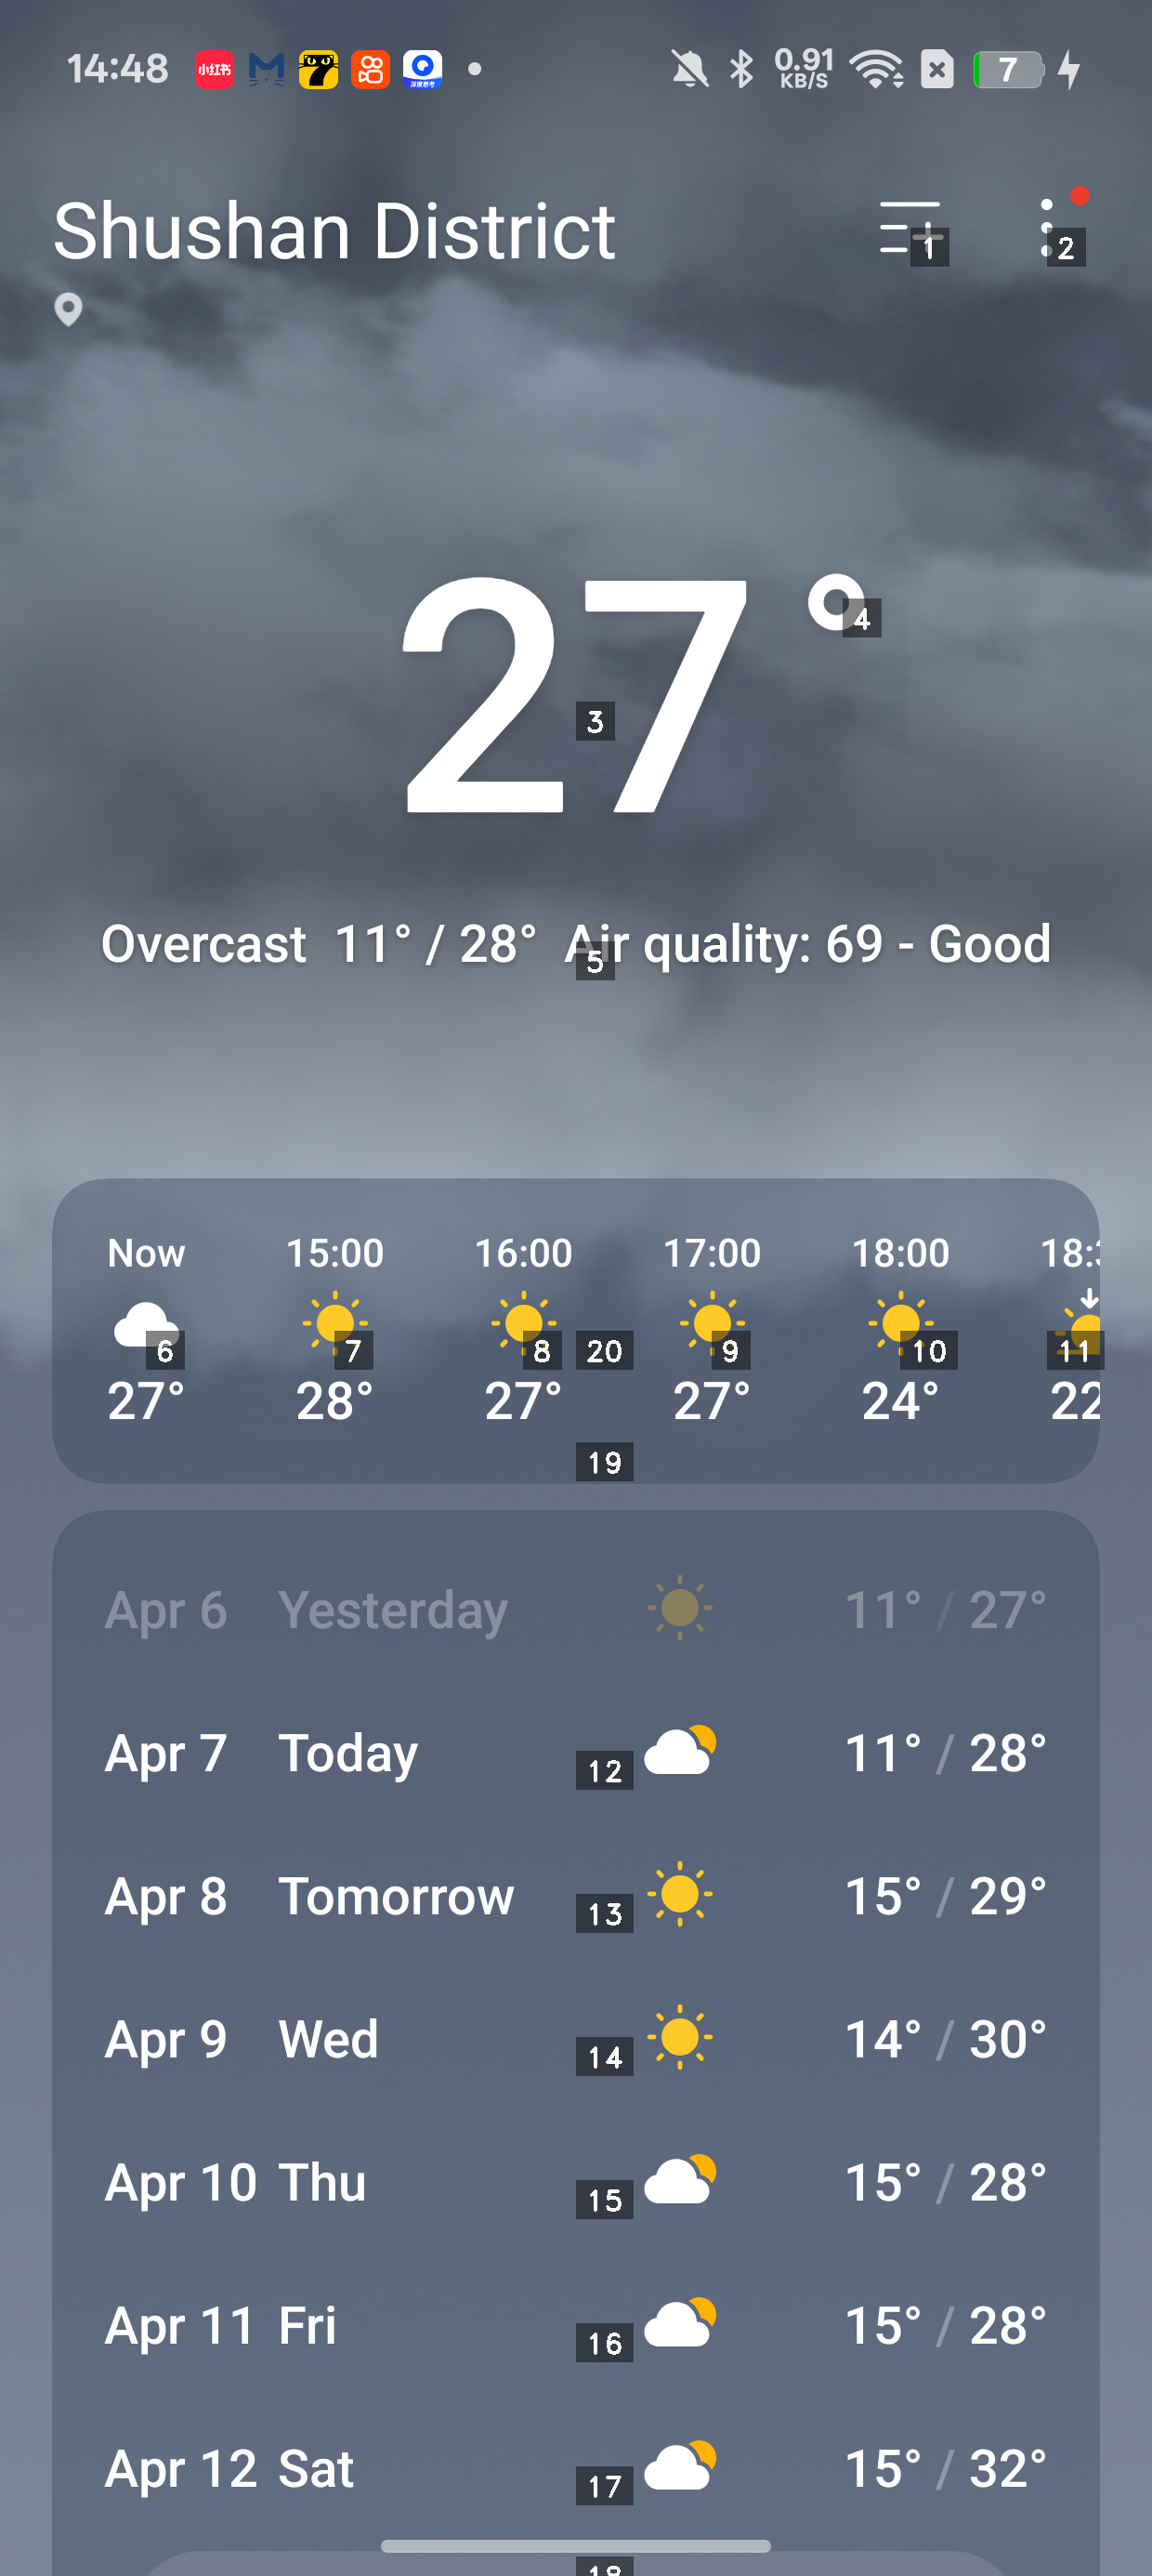 14:48 小红书 深度思考 0.91 KB/S 7
Shushan District
1 2
27°
4
3
Overcast 11° / 28° Air quality: 69 - Good
5
Now 15:00 16:00 17:00 18:00
6 7 8 20 9 10 11
27° 28° 27° 27° 24° 22
19
Apr 6 Yesterday 11° / 27°
Apr 7 Today 11° / 28°
12
Apr 8 Tomorrow 15° / 29°
13
Apr 9 Wed 14° / 30°
14
Apr 10 Thu 15° / 28°
15
Apr 11 Fri 15° / 28°
16
Apr 12 Sat 15° / 32°
17